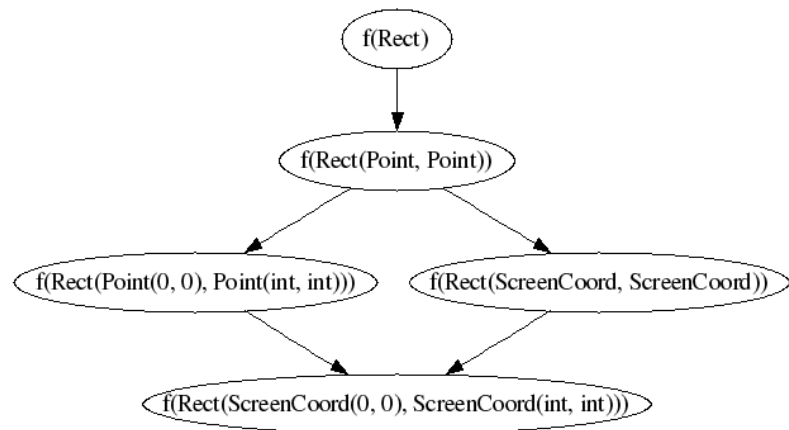 f(Rect)
f(Rect(Point, Point))
f(Rect(Point(0, 0), Point(int, int)))
f(Rect(ScreenCoord, ScreenCoord))
f(Rect(ScreenCoord(0, 0), ScreenCoord(int, int)))